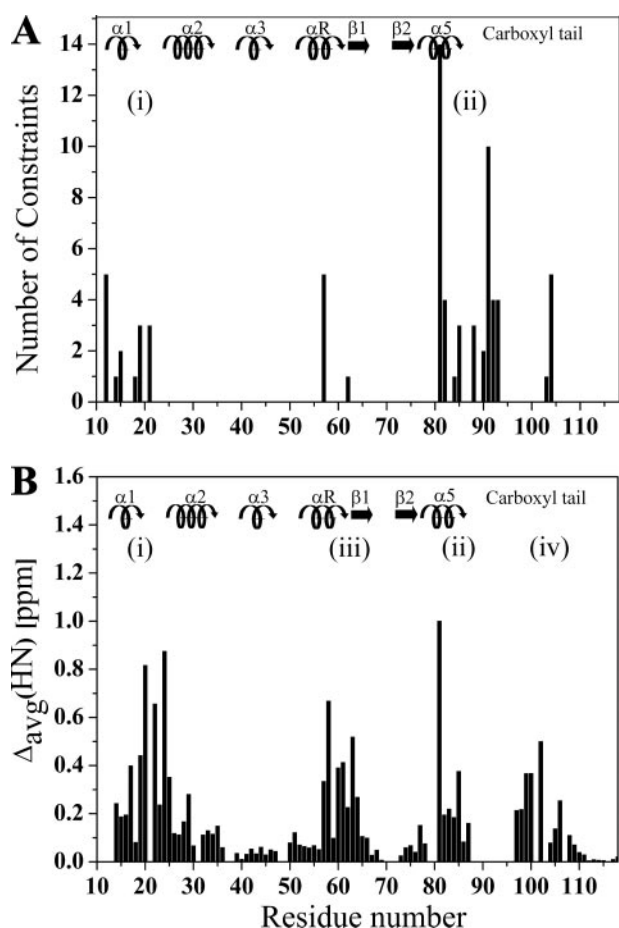 A
α1 α2 α3 αR β1 β2 α5 Carboxyl tail
(i) (ii)
Number of Constraints
14
12
10
8
6
4
2
0
10 20 30 40 50 60 70 80 90 100 110
B
α1 α2 α3 αR β1 β2 α5 Carboxyl tail
(i) (iii) (ii) (iv)
Δavg(HN) [ppm]
1.6
1.4
1.2
1.0
0.8
0.6
0.4
0.2
0.0
10 20 30 40 50 60 70 80 90 100 110
Residue number